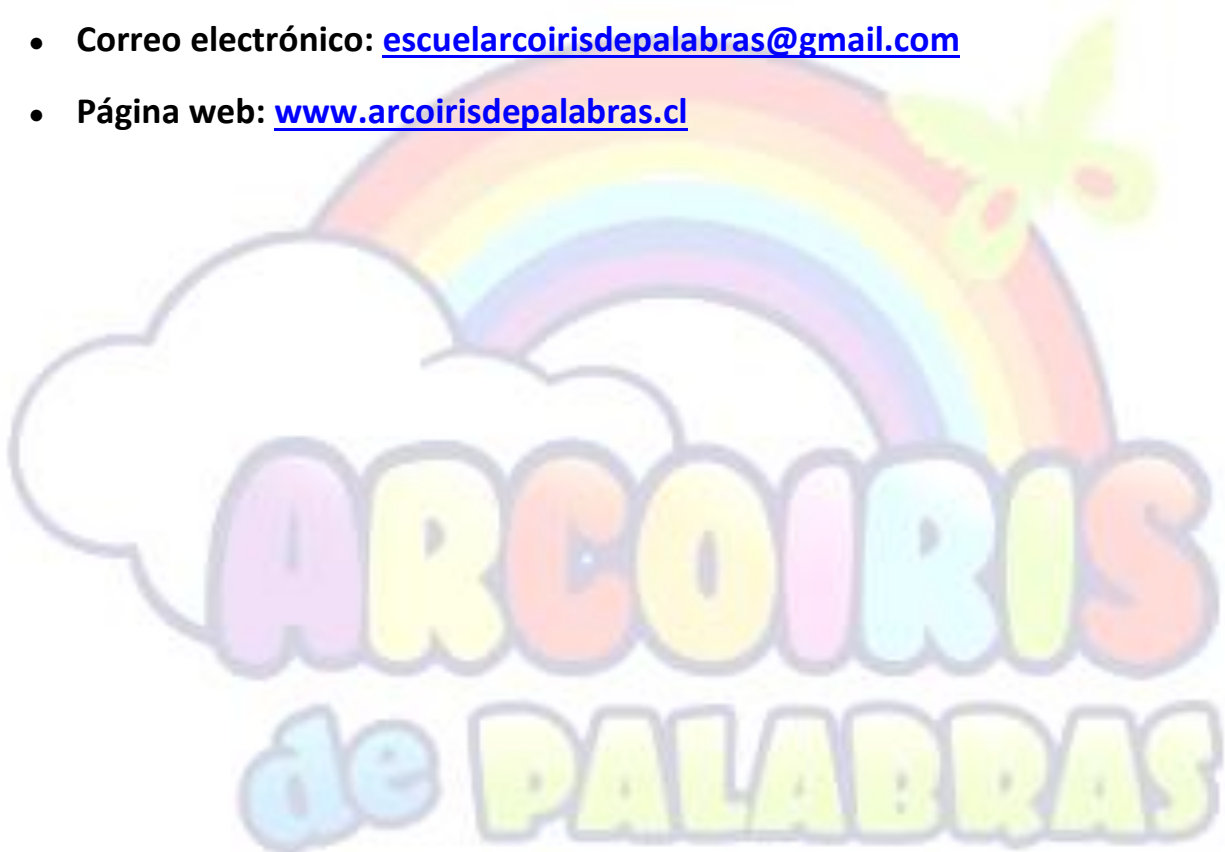 • Correo electrónico: escuelarcoirisdepalabras@gmail.com
• Página web: www.arcoirisdepalabras.cl
ARCOIRIS
de PALABRAS